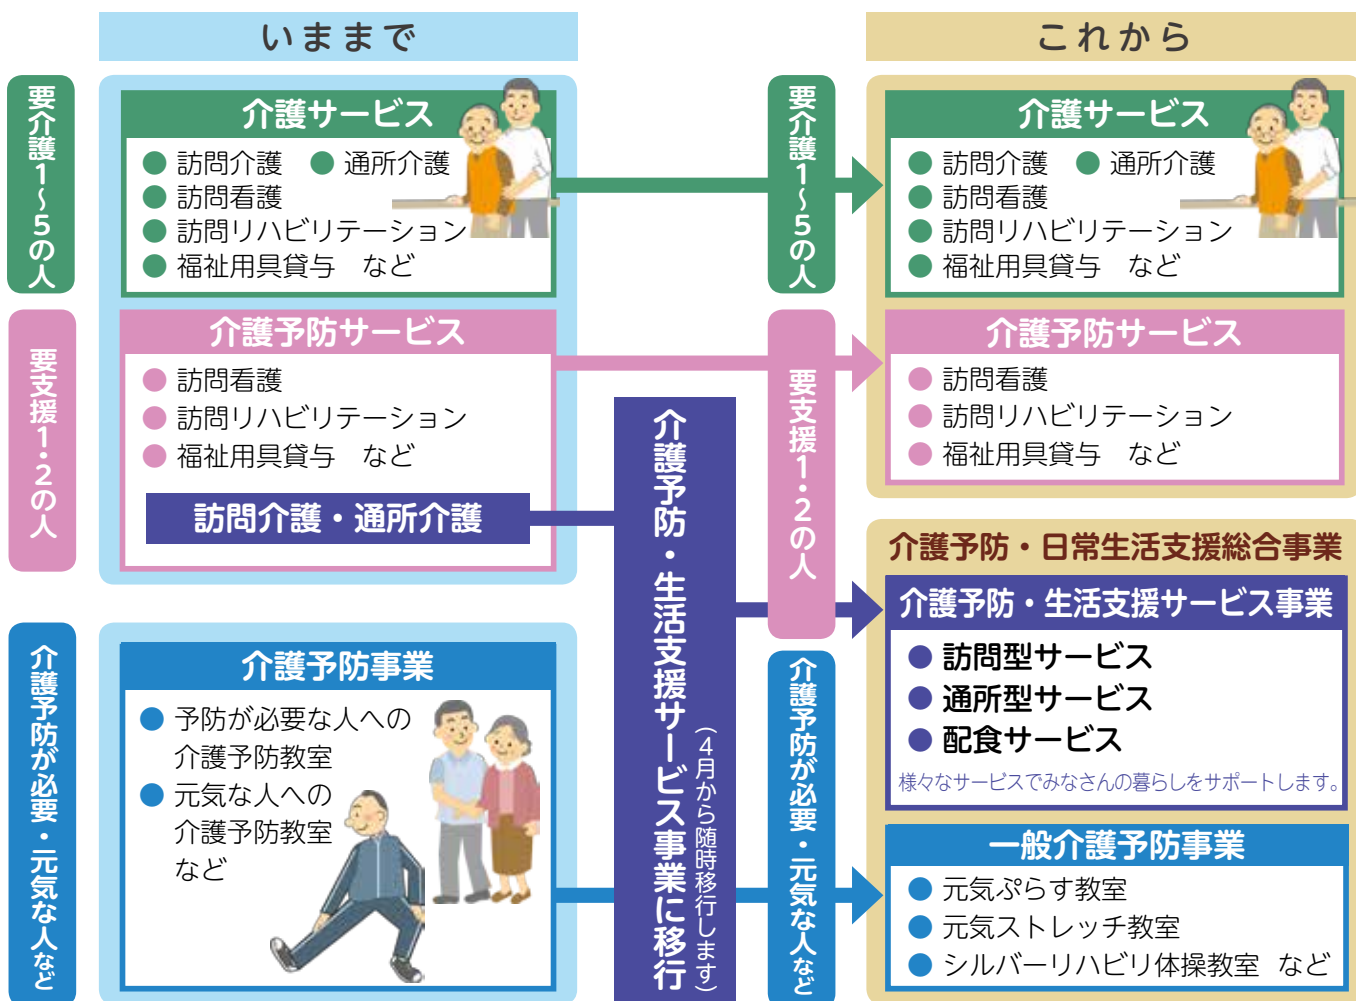 いままで
要介護1〜5の人
介護サービス
● 訪問介護 ● 通所介護
● 訪問看護
● 訪問リハビリテーション
● 福祉用具貸与 など
要支援1・2の人
介護予防サービス
● 訪問看護
● 訪問リハビリテーション
● 福祉用具貸与 など
訪問介護・通所介護
介護予防が必要・元気な人など
介護予防事業
● 予防が必要な人への
介護予防教室
● 元気な人への
介護予防教室
など
介護予防・生活支援サービス事業に移行
(4月から随時移行します)
これから
要介護1〜5の人
介護サービス
● 訪問介護 ● 通所介護
● 訪問看護
● 訪問リハビリテーション
● 福祉用具貸与 など
要支援1・2の人
介護予防サービス
● 訪問看護
● 訪問リハビリテーション
● 福祉用具貸与 など
介護予防・日常生活支援総合事業
介護予防・生活支援サービス事業
● 訪問型サービス
● 通所型サービス
● 配食サービス
様々なサービスでみなさんの暮らしをサポートします。
介護予防が必要・元気な人など
一般介護予防事業
● 元気ぷらす教室
● 元気ストレッチ教室
● シルバーリハビリ体操教室 など